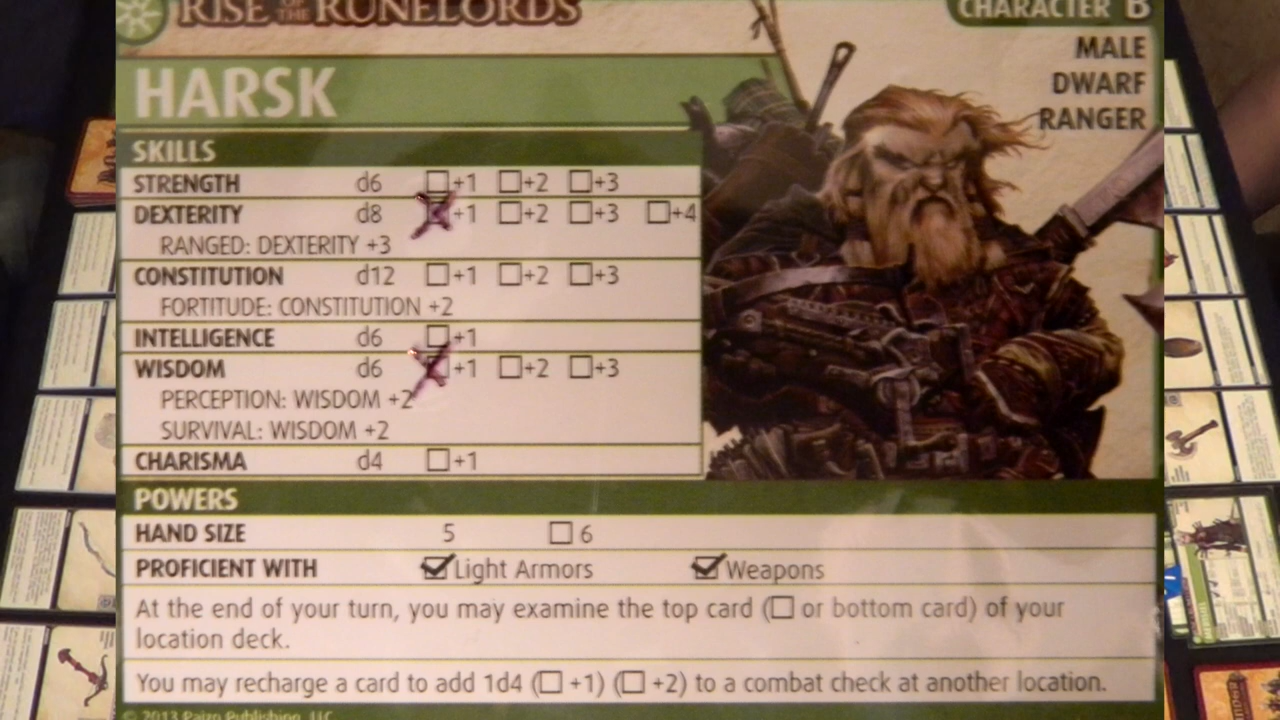 RISE OF THE RUNELORDS
CHARACTER B
MALE
DWARF
RANGER
HARSK
SKILLS
STRENGTH d6 □+1 □+2 □+3
DEXTERITY d8 ☒+1 □+2 □+3 □+4
RANGED: DEXTERITY +3
CONSTITUTION d12 □+1 □+2 □+3
FORTITUDE: CONSTITUTION +2
INTELLIGENCE d6 □+1
WISDOM d6 ☒+1 □+2 □+3
PERCEPTION: WISDOM +2
SURVIVAL: WISDOM +2
CHARISMA d4 □+1
POWERS
HAND SIZE 5 □ 6
PROFICIENT WITH ☑ Light Armors ☑ Weapons
At the end of your turn, you may examine the top card (□ or bottom card) of your
location deck.
You may recharge a card to add 1d4 (□ +1) (□ +2) to a combat check at another location.
© 2013 Paizo Publishing, LLC